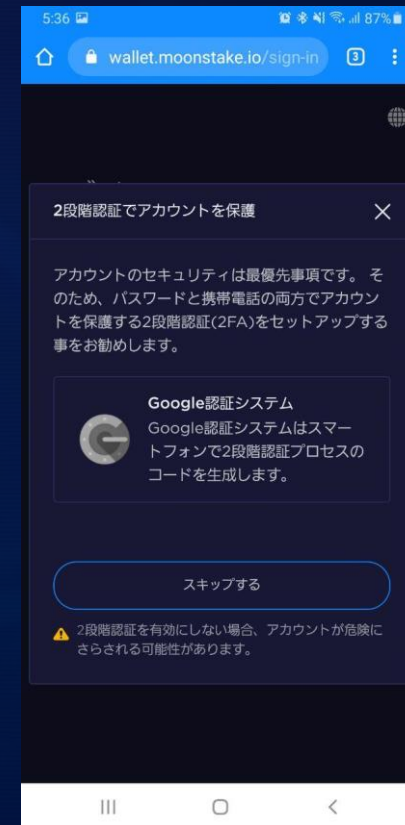 5:36 87%
wallet.moonstake.io/sign-in 3
2段階認証でアカウントを保護
アカウントのセキュリティは最優先事項です。 そ
のため、パスワードと携帯電話の両方でアカウン
トを保護する2段階認証(2FA)をセットアップする
事をお勧めします。
Google認証システム
Google認証システムはスマー
トフォンで2段階認証プロセスの
コードを生成します。
スキップする
2段階認証を有効にしない場合、アカウントが危険に
さらされる可能性があります。